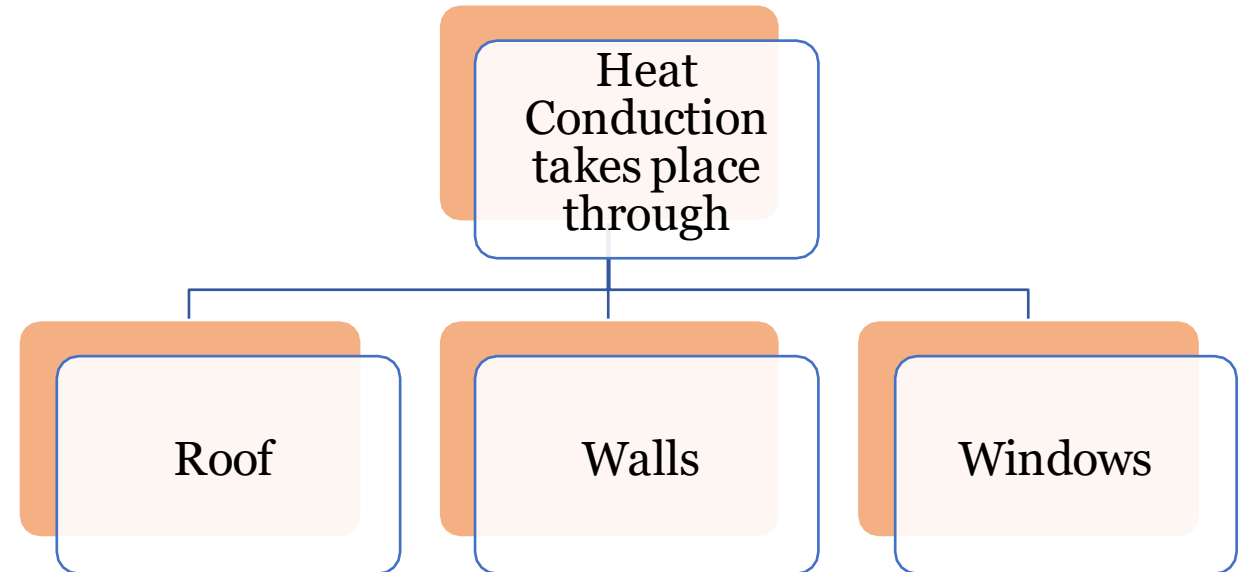 Heat
Conduction
takes place
through
Roof
Walls
Windows